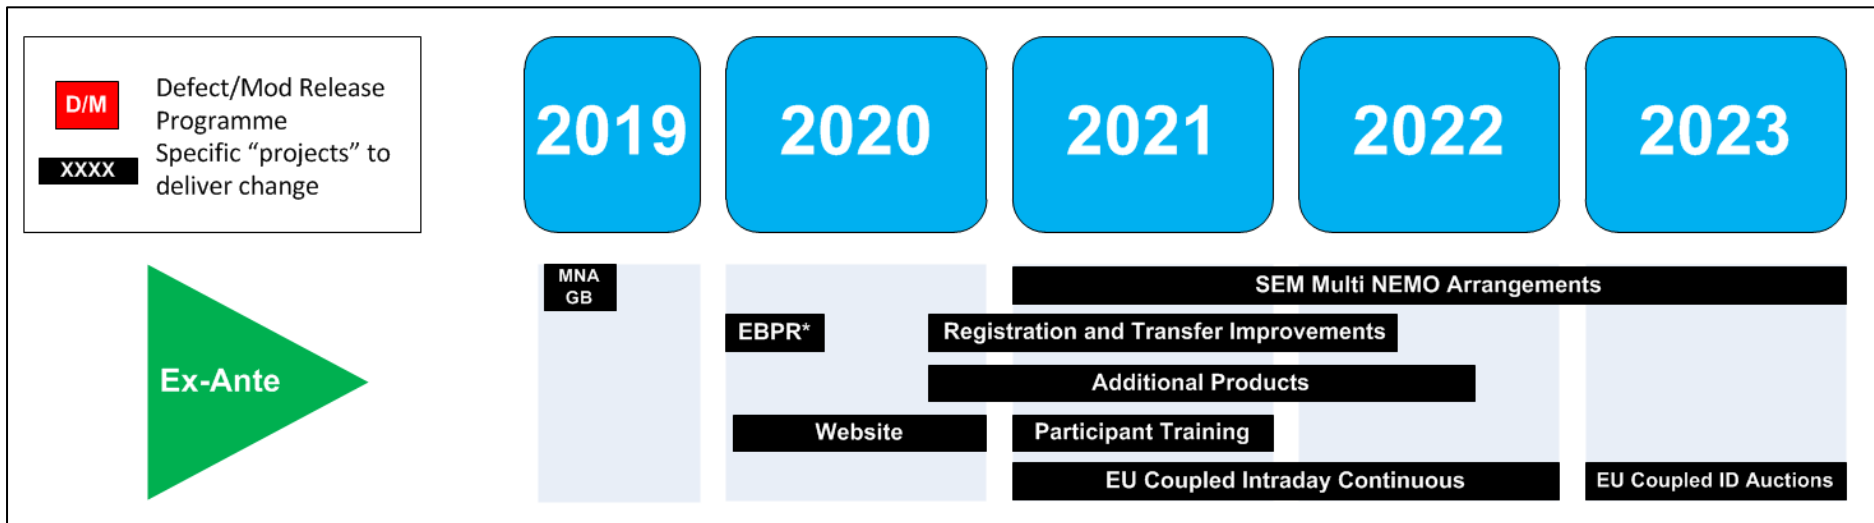 D/M
Defect/Mod Release
Programme
XXXX
Specific “projects” to
deliver change
2019
2020
2021
2022
2023
Ex-Ante
MNA
GB
SEM Multi NEMO Arrangements
EBPR*
Registration and Transfer Improvements
Additional Products
Website
Participant Training
EU Coupled Intraday Continuous
EU Coupled ID Auctions